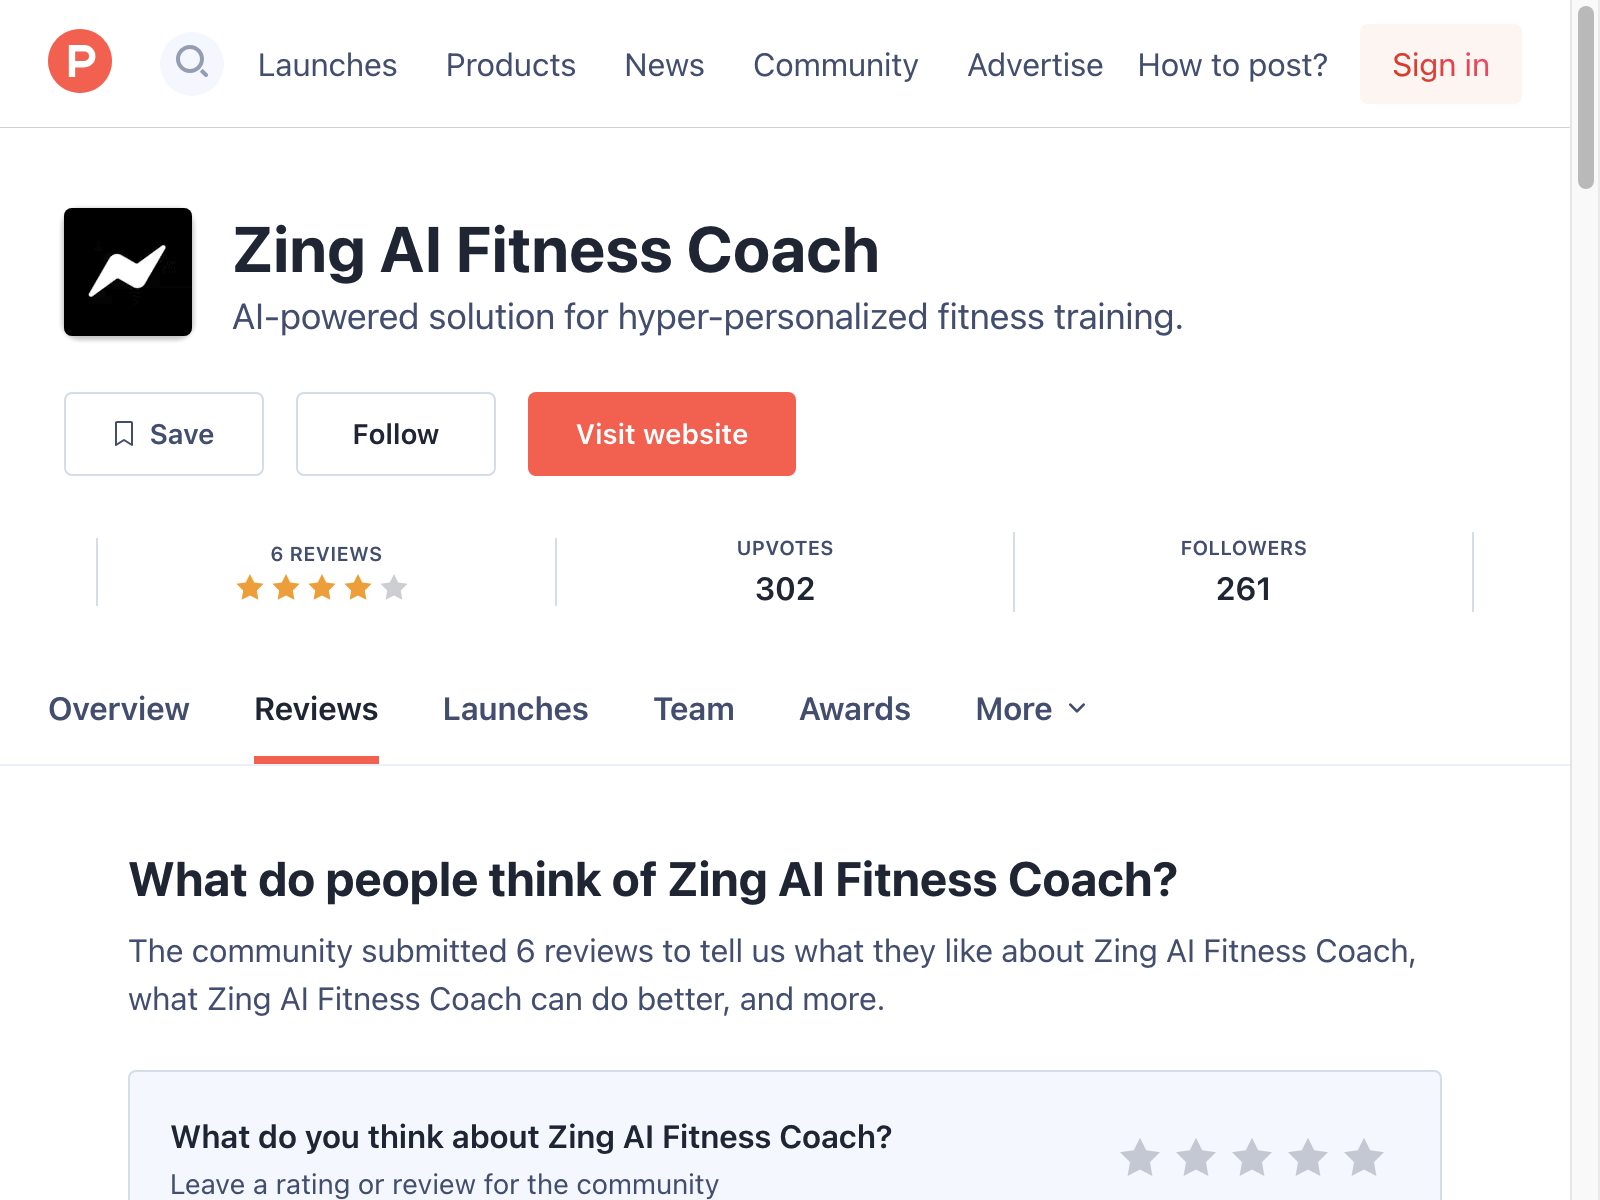 P
Launches
Products
News
Community
Advertise
How to post?
Sign in
Zing AI Fitness Coach
AI-powered solution for hyper-personalized fitness training.
Save
Follow
Visit website
6 REVIEWS
UPVOTES
302
FOLLOWERS
261
Overview
Reviews
Launches
Team
Awards
More
What do people think of Zing AI Fitness Coach?
The community submitted 6 reviews to tell us what they like about Zing AI Fitness Coach,
what Zing AI Fitness Coach can do better, and more.
What do you think about Zing AI Fitness Coach?
Leave a rating or review for the community